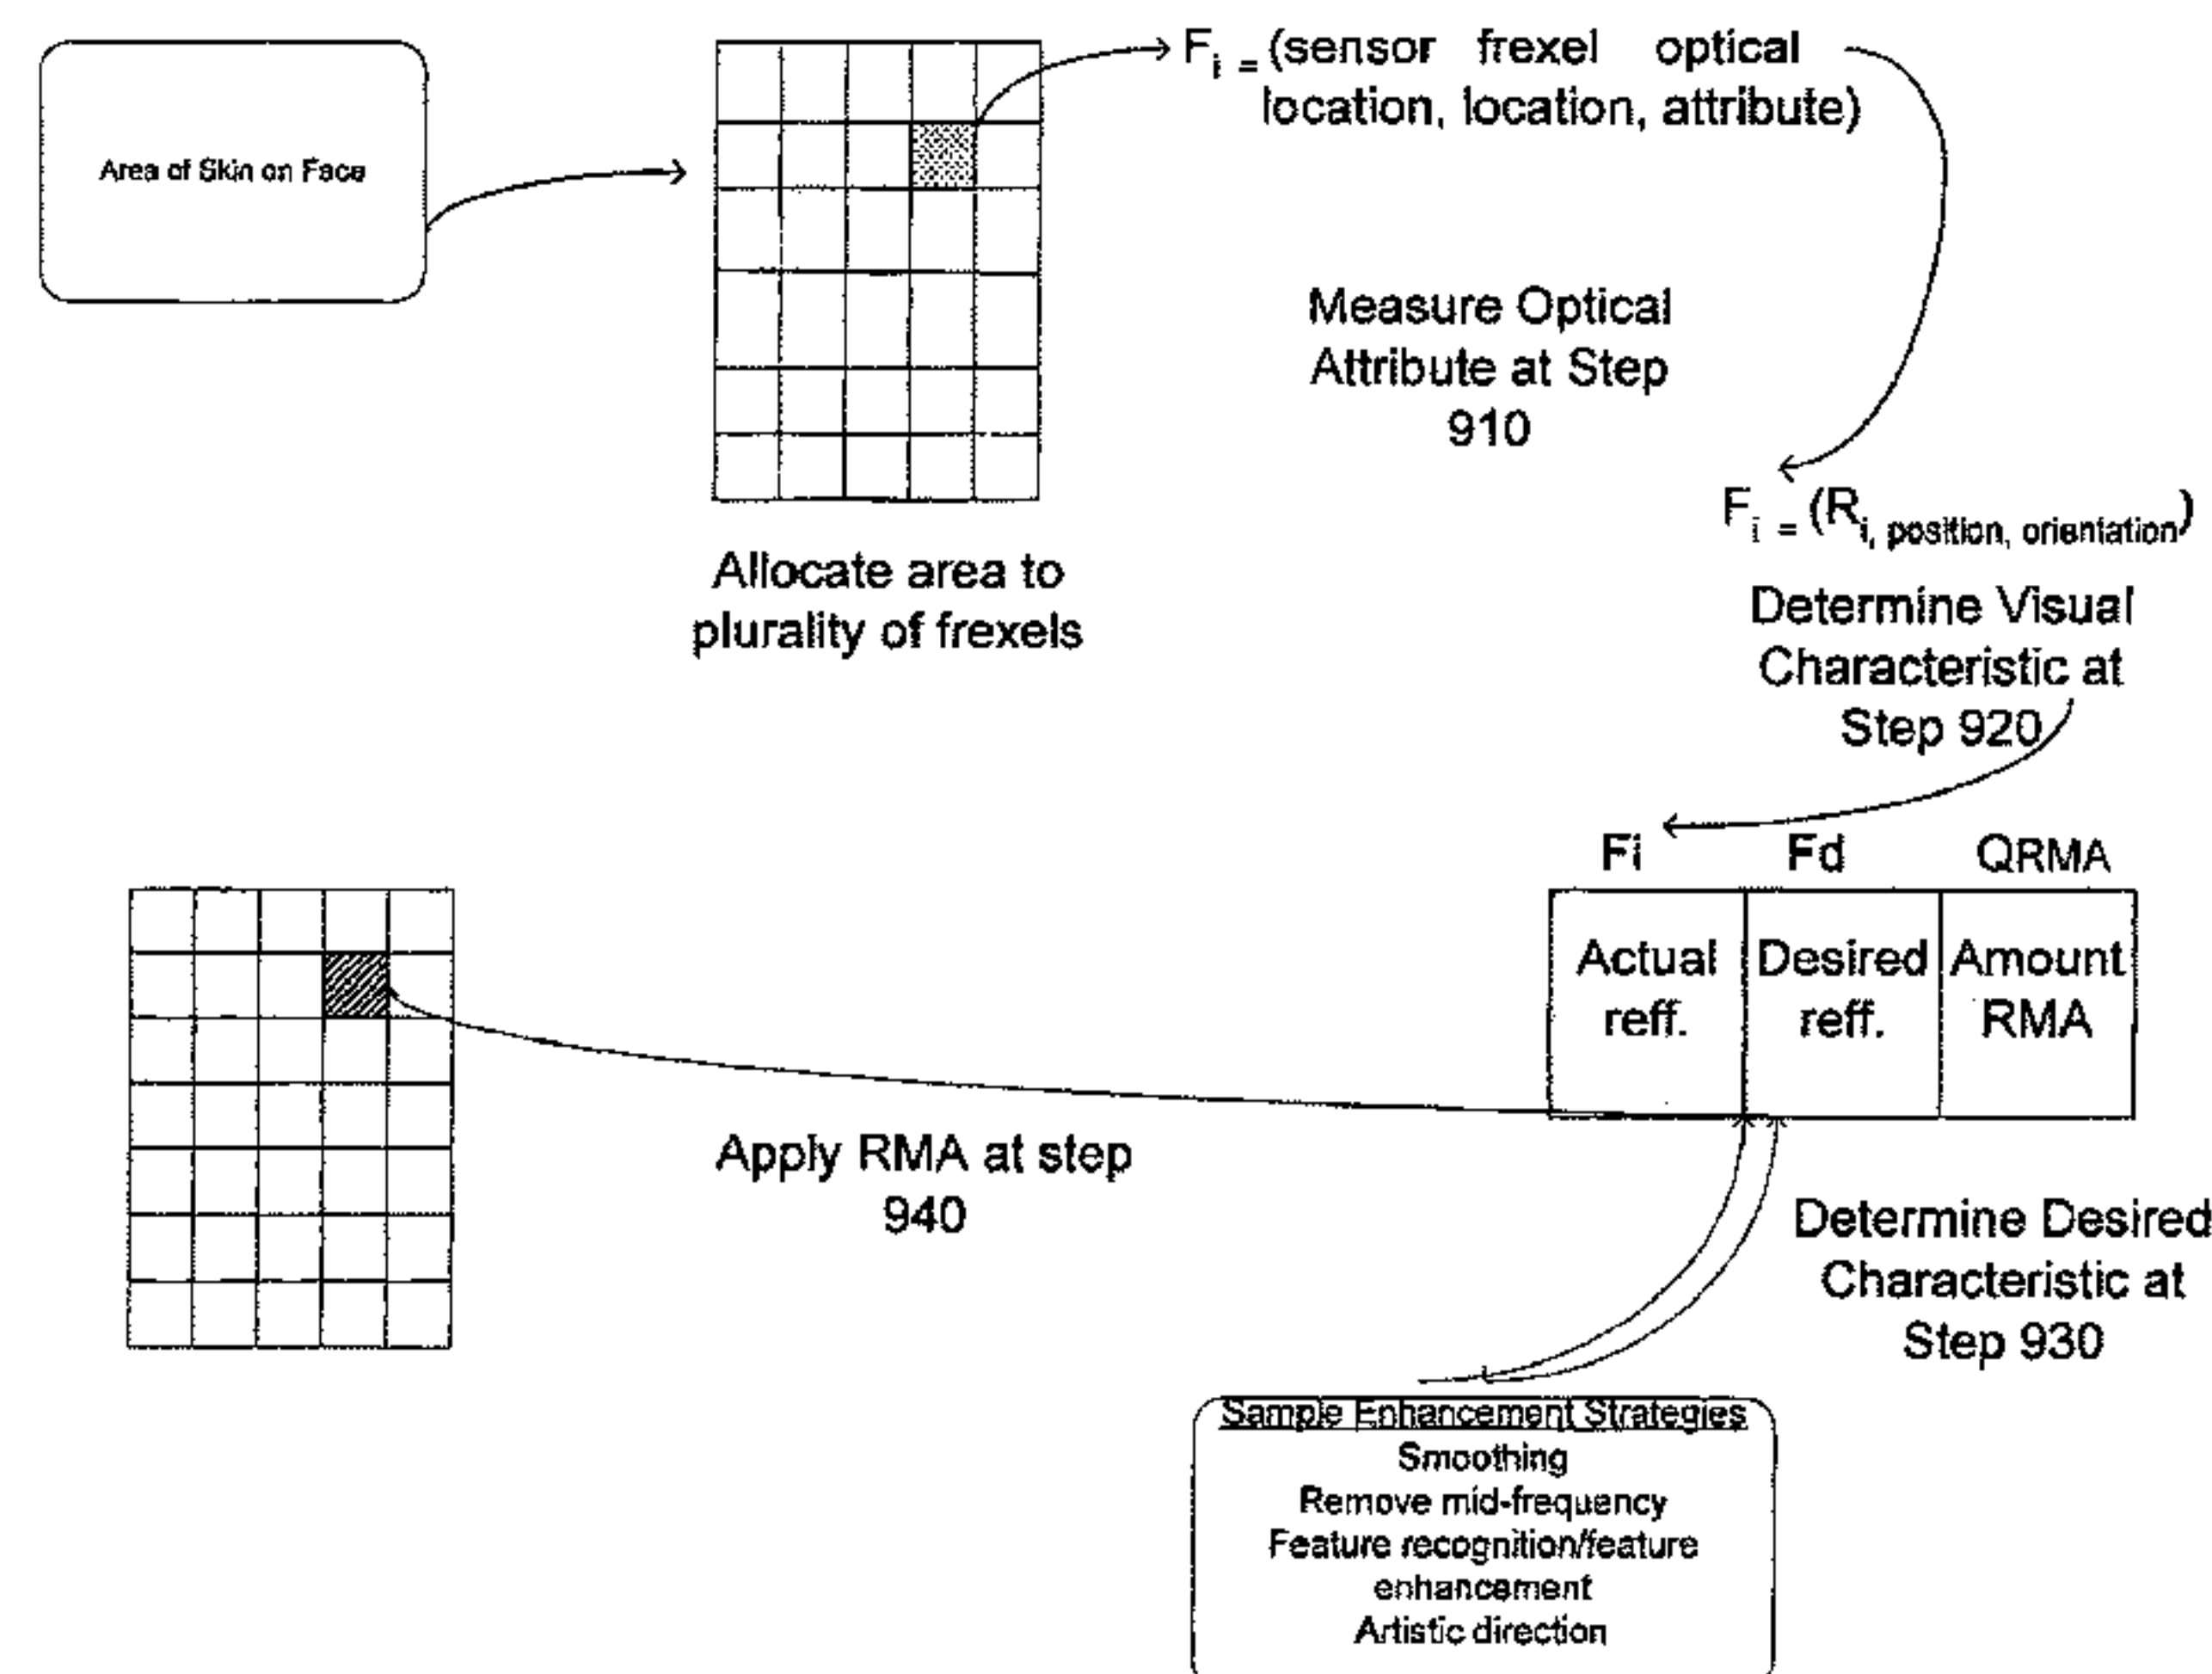 Area of Skin on Face
F i = (sensor frexel optical
location, location, attribute)
Measure Optical
Attribute at Step
910
F i = (R i, position, orientation)
Allocate area to
plurality of frexels
Determine Visual
Characteristic at
Step 920
Fi Fd QRMA
Actual Desired Amount
reff. reff. RMA
Apply RMA at step
940
Determine Desired
Characteristic at
Step 930
Sample Enhancement Strategies
Smoothing
Remove mid-frequency
Feature recognition/feature
enhancement
Artistic direction